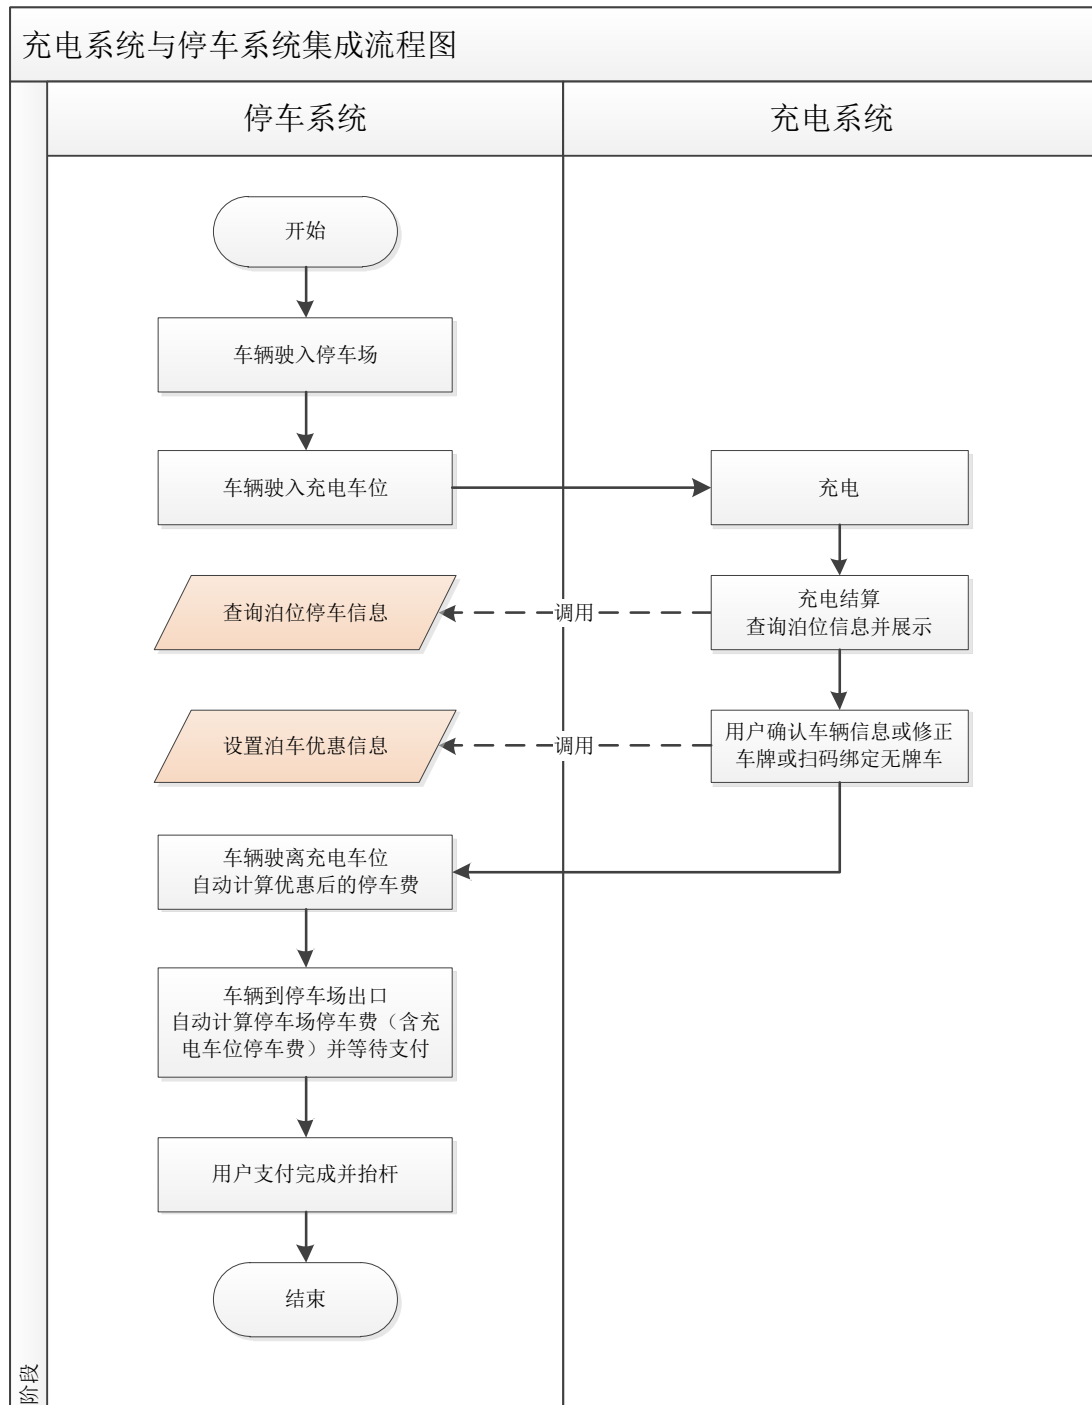 充电系统与停车系统集成流程图
停车系统
充电系统
开始
车辆驶入停车场
车辆驶入充电车位
充电
查询泊位停车信息
调用
充电结算
查询泊位信息并展示
设置泊车优惠信息
调用
用户确认车辆信息或修正
车牌或扫码绑定无牌车
车辆驶离充电车位
自动计算优惠后的停车费
车辆到停车场出口
自动计算停车场停车费（含充
电车位停车费）并等待支付
用户支付完成并抬杆
结束
阶段